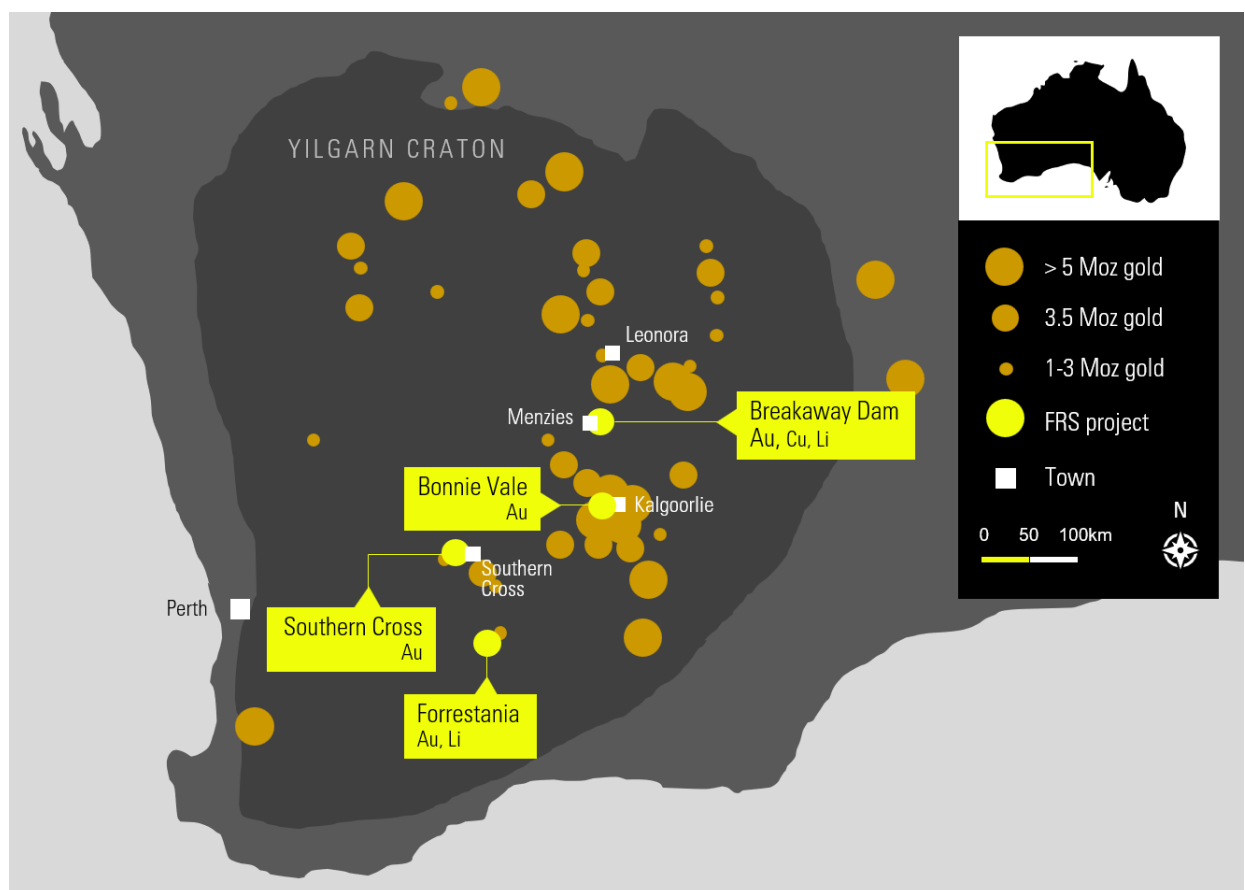 YILGARN CRATON
> 5 Moz gold
3.5 Moz gold
1-3 Moz gold
FRS project
Town
N
0 50 100km
Leonora
Menzies
Breakaway Dam
Au, Cu, Li
Bonnie Vale
Au
Kalgoorlie
Southern
Cross
Perth
Southern Cross
Au
Forrestania
Au, Li